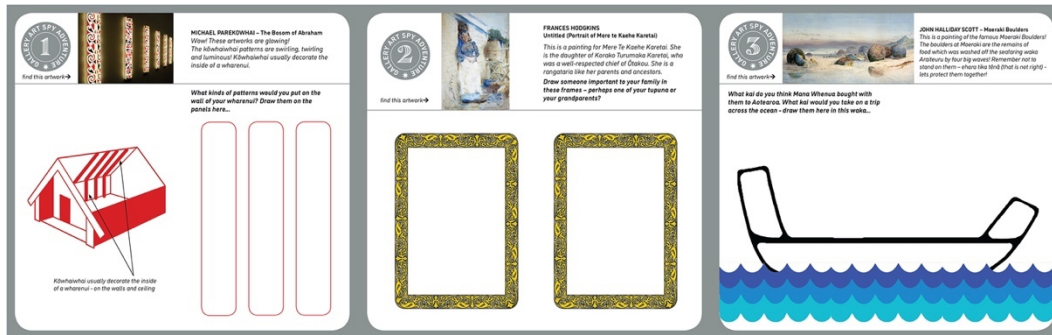 GALLERY ART SPY ADVENTURE
1
find this artwork→
MICHAEL PAREKOWHAI – The Bosom of Abraham
Wow! These artworks are glowing!
The kōwhaiwhai patterns are swirling, twirling
and luminous! Kōwhaiwhai usually decorate the
inside of a wharenui.
What kinds of patterns would you put on the
wall of your wharenui? Draw them on the
panels here...
Kōwhaiwhai usually decorate the inside
of a wharenui - on the walls and ceiling
GALLERY ART SPY ADVENTURE
2
find this artwork→
FRANCES HODGKINS
Untitled (Portrait of Mere te Kaehe Karetai)
This is a painting for Mere Te Kaehe Karetai. She
is the daughter of Karaka Turumaka Karetai, who
was a well-respected chief of Ōtakou. She is a
rangatira like her parents and ancestors.
Draw someone important to your family in
these frames – perhaps one of your tupuna or
your grandparents?
GALLERY ART SPY ADVENTURE
3
find this artwork→
JOHN HALLIDAY SCOTT – Moeraki Boulders
This is a painting of the famous Moeraki Boulders!
The boulders at Moeraki are the remains of
food which was washed off the seafaring waka
Araiteuru by four big waves! Remember not to
stand on them – ehara tika tēnā (that is not right) -
lets protect them together!
What kai do you think Mana Whenua bought with
them to Aotearoa. What kai would you take on a trip
across the ocean - draw them here in this waka...